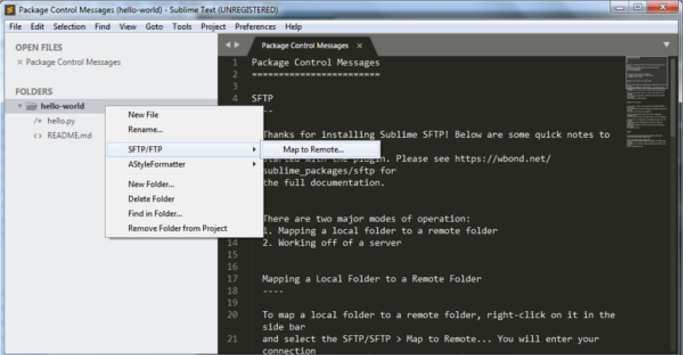 Package Control Messages (hello-world) - Sublime Text (UNREGISTERED)
File Edit Selection Find View Goto Tools Project Preferences Help
OPEN FILES
Package Control Messages
FOLDERS
hello-world
hello.py
README.md
New File
Rename...
SFTP/FTP
AStyleFormatter
New Folder...
Delete Folder
Find in Folder...
Remove Folder from Project
Map to Remote...
Package Control Messages
1 Package Control Messages
2 ========================
3
4 SFTP
--
Thanks for installing Sublime SFTP! Below are some quick notes to
started with the plugin. Please see https://wbond.net/
sublime_packages/sftp for
the full documentation.
There are two major modes of operation:
1. Mapping a local folder to a remote folder
14 2. Working off of a server
15
16
17 Mapping a Local Folder to a Remote Folder
18 ----
19
20 To map a local folder to a remote folder, right-click on it in the
side bar
21 and select the SFTP/SFTP > Map to Remote... You will enter your
connection